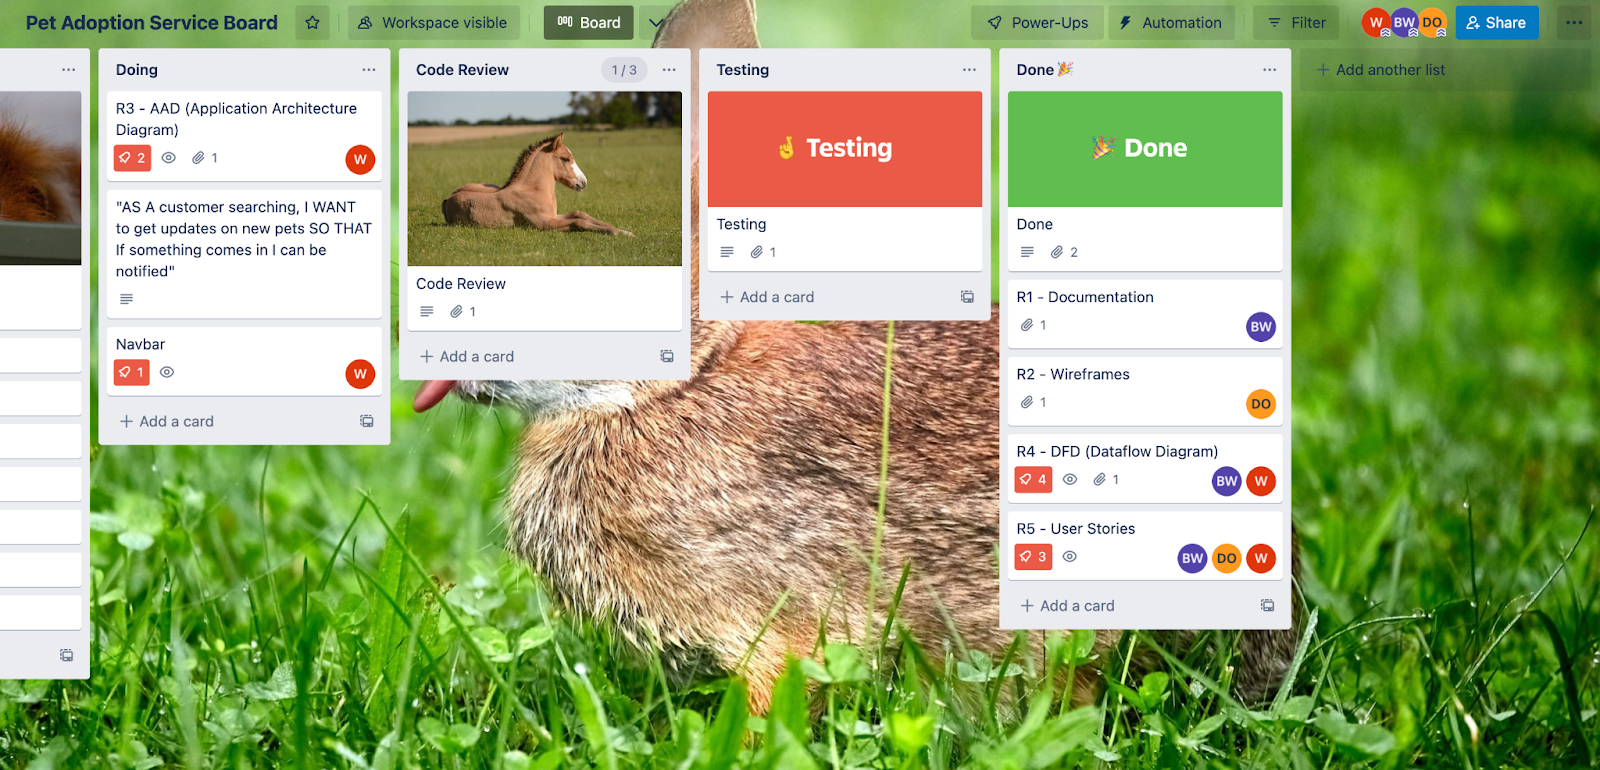 Pet Adoption Service Board
Workspace visible
Board
Power-Ups
Automation
Filter
W
BW
DO
Share
Doing
R3 - AAD (Application Architecture
Diagram)
2
1
W
"AS A customer searching, I WANT
to get updates on new pets SO THAT
If something comes in I can be
notified"
Navbar
1
W
+ Add a card
Code Review
1 / 3
Code Review
1
+ Add a card
Testing
🤞 Testing
Testing
1
+ Add a card
Done🎉
🎉 Done
Done
2
R1 - Documentation
1
BW
R2 - Wireframes
1
DO
R4 - DFD (Dataflow Diagram)
4
1
BW
W
R5 - User Stories
3
BW
DO
W
+ Add a card
+ Add another list